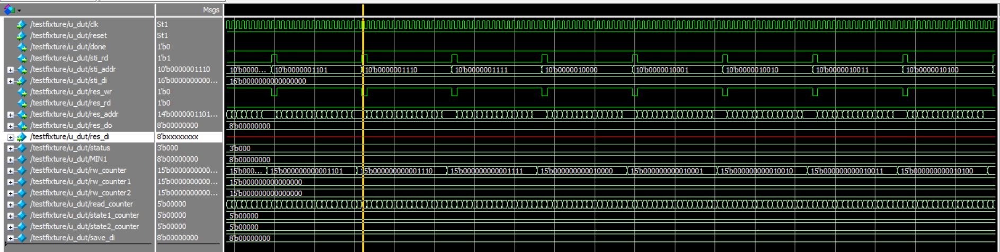 Msgs
/testfixture/u_dut/clk St1
/testfixture/u_dut/reset St1
/testfixture/u_dut/done 1'b0
/testfixture/u_dut/sti_rd 1'b1
/testfixture/u_dut/sti_addr 10'b0000001110 10'b0000... 10'b0000001101 10'b0000001110 10'b0000001111 10'b0000010000 10'b0000010001 10'b0000010010 10'b0000010011 10'b0000010100
/testfixture/u_dut/sti_di 16'b0000000000... 16'b0000000000000000
/testfixture/u_dut/res_wr 1'b0
/testfixture/u_dut/res_rd 1'b0
/testfixture/u_dut/res_addr 14'b0000001101...
/testfixture/u_dut/res_do 8'b00000000 8'b00000000
/testfixture/u_dut/res_di 8'bxxxxxxxx
/testfixture/u_dut/status 3'b000 3'b000
/testfixture/u_dut/MIN1 8'b00000000 8'b00000000
/testfixture/u_dut/rw_counter 15'b0000000000... 15'b000... 15'b000000000001101 15'b000000000001110 15'b000000000001111 15'b000000000010000 15'b000000000010001 15'b000000000010010 15'b000000000010011 15'b000000000010100
/testfixture/u_dut/rw_counter1 15'b0000000000... 15'b000000000000000
/testfixture/u_dut/rw_counter2 15'b0000000000... 15'b000000000000000
/testfixture/u_dut/read_counter 5'b00000
/testfixture/u_dut/state1_counter 5'b00000 5'b00000
/testfixture/u_dut/state2_counter 5'b00000 5'b00000
/testfixture/u_dut/save_di 8'b00000000 8'b00000000